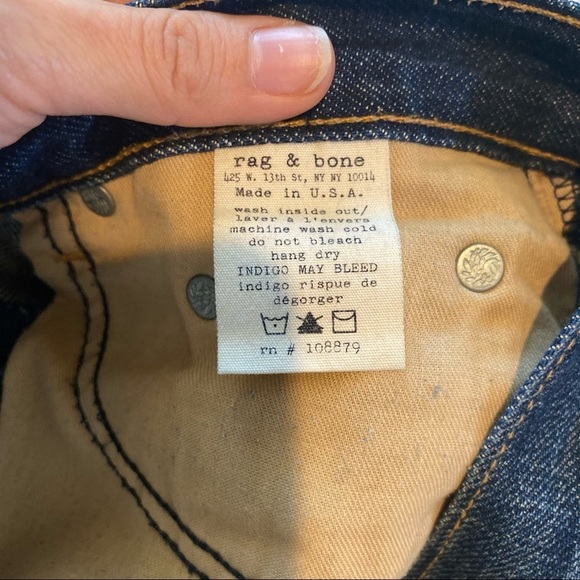 rag & bone
425 W. 13th St, NY NY 10014
Made in U.S.A.
wash inside out/
laver à l'envers
machine wash cold
do not bleach
hang dry
INDIGO MAY BLEED
indigo rispue de
dégorger
rn # 108879